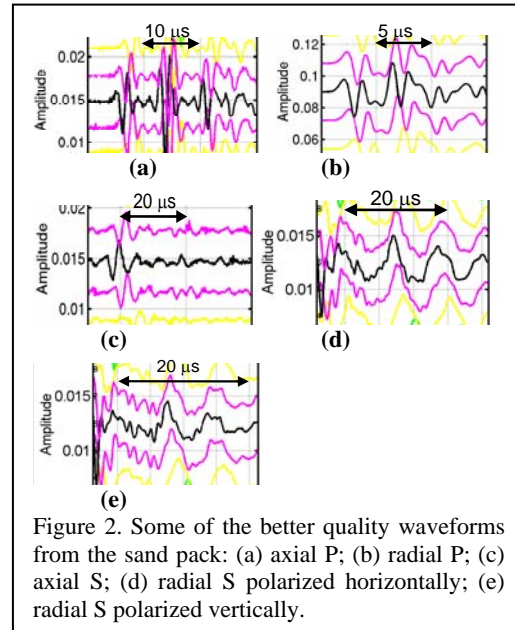 10 μs
0.02
Amplitude
0.015
0.01
(a)
5 μs
0.12
0.1
0.08
0.06
Amplitude
(b)
20 μs
0.02
Amplitude
0.015
0.01
(c)
20 μs
Amplitude
0.015
0.01
(d)
20 μs
Amplitude
0.015
0.01
(e)
Figure 2. Some of the better quality waveforms
from the sand pack: (a) axial P; (b) radial P; (c)
axial S; (d) radial S polarized horizontally; (e)
radial S polarized vertically.